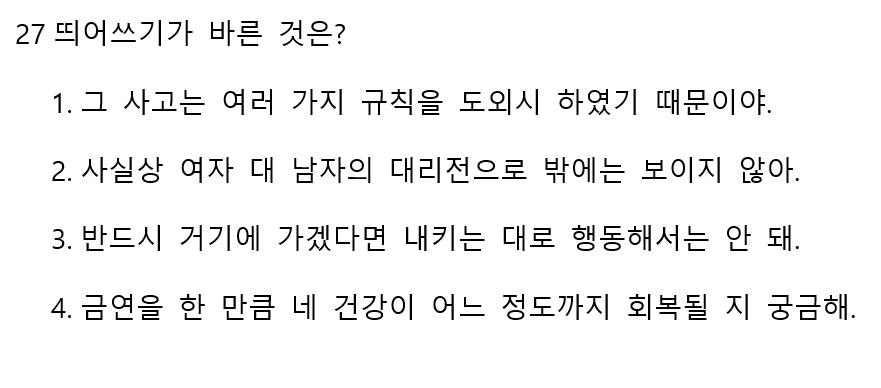 27 띄어쓰기가 바른 것은?
1. 그 사고는 여러 가지 규칙을 도외시 하였기 때문이야.
2. 사실상 여자 대 남자의 대리전으로 밖에는 보이지 않아.
3. 반드시 거기에 가겠다면 내키는 대로 행동해서는 안 돼.
4. 금연을 한 만큼 네 건강이 어느 정도까지 회복될 지 궁금해.